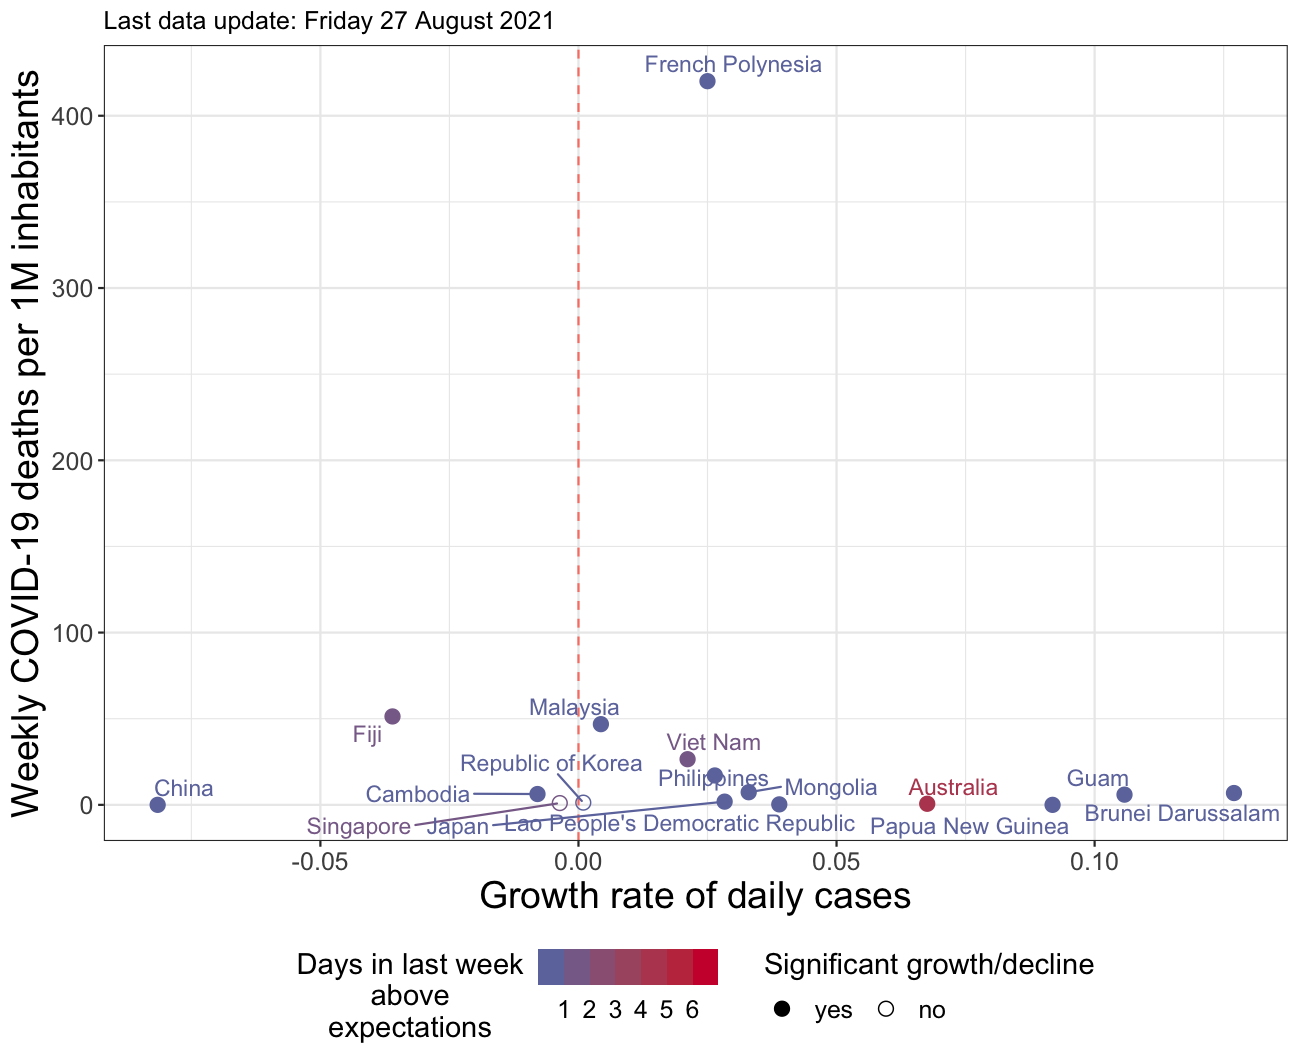 Last data update: Friday 27 August 2021
Weekly COVID-19 deaths per 1M inhabitants
400
300
200
100
0
French Polynesia
Malaysia
Fiji
Viet Nam
Republic of Korea
Philippines
China
Cambodia
Mongolia
Australia
Guam
Brunei Darussalam
Singapore
Japan
Lao People's Democratic Republic
Papua New Guinea
-0.05
0.00
0.05
0.10
Growth rate of daily cases
Days in last week
above
expectations
1 2 3 4 5 6
Significant growth/decline
yes
no